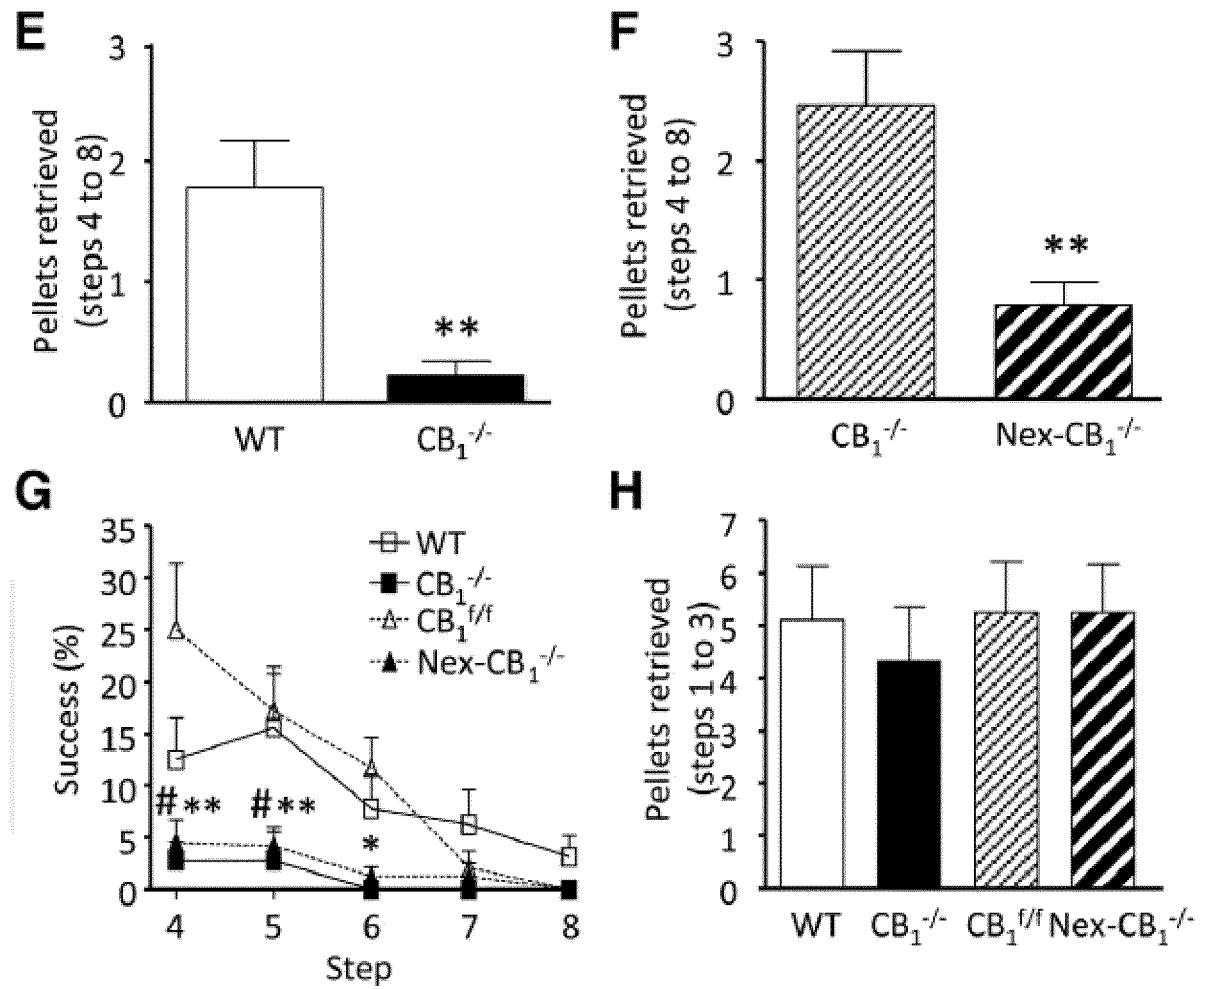 E
Pellets retrieved
(steps 4 to 8)
3
2
1
0
**
WT
CB1-/-
F
Pellets retrieved
(steps 4 to 8)
3
2
1
0
**
CB1-/-
Nex-CB1-/-
G
Success (%)
35
30
25
20
15
10
5
0
WT
CB1-/-
CB1f/f
Nex-CB1-/-
#**
#**
*
4 5 6 7 8
Step
H
Pellets retrieved
(steps 1 to 3)
7
6
5
4
3
2
1
0
WT CB1-/- CB1f/f Nex-CB1-/-